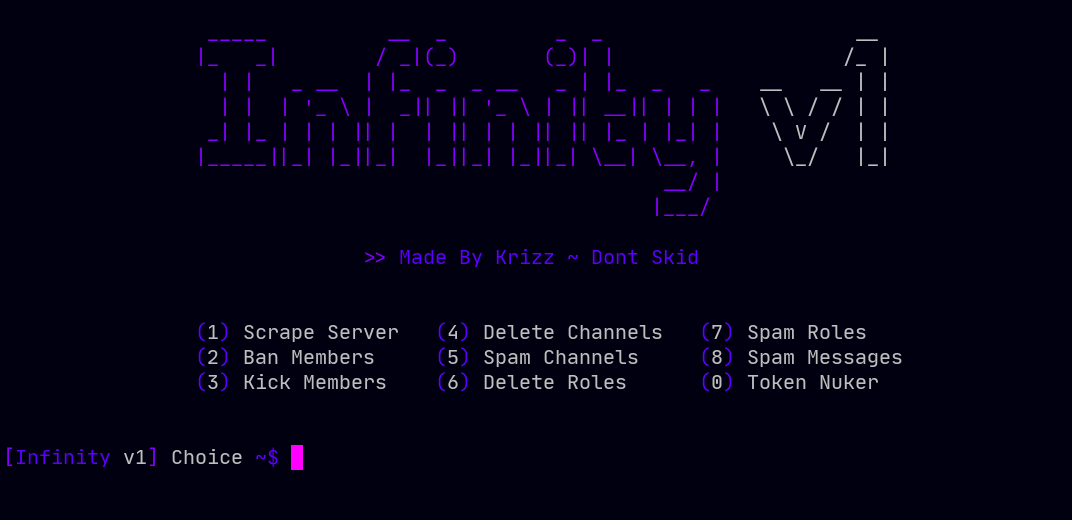 Infinity v1
>> Made By Krizz ~ Dont Skid
(1) Scrape Server (4) Delete Channels (7) Spam Roles
(2) Ban Members (5) Spam Channels (8) Spam Messages
(3) Kick Members (6) Delete Roles (0) Token Nuker
[Infinity v1] Choice ~$